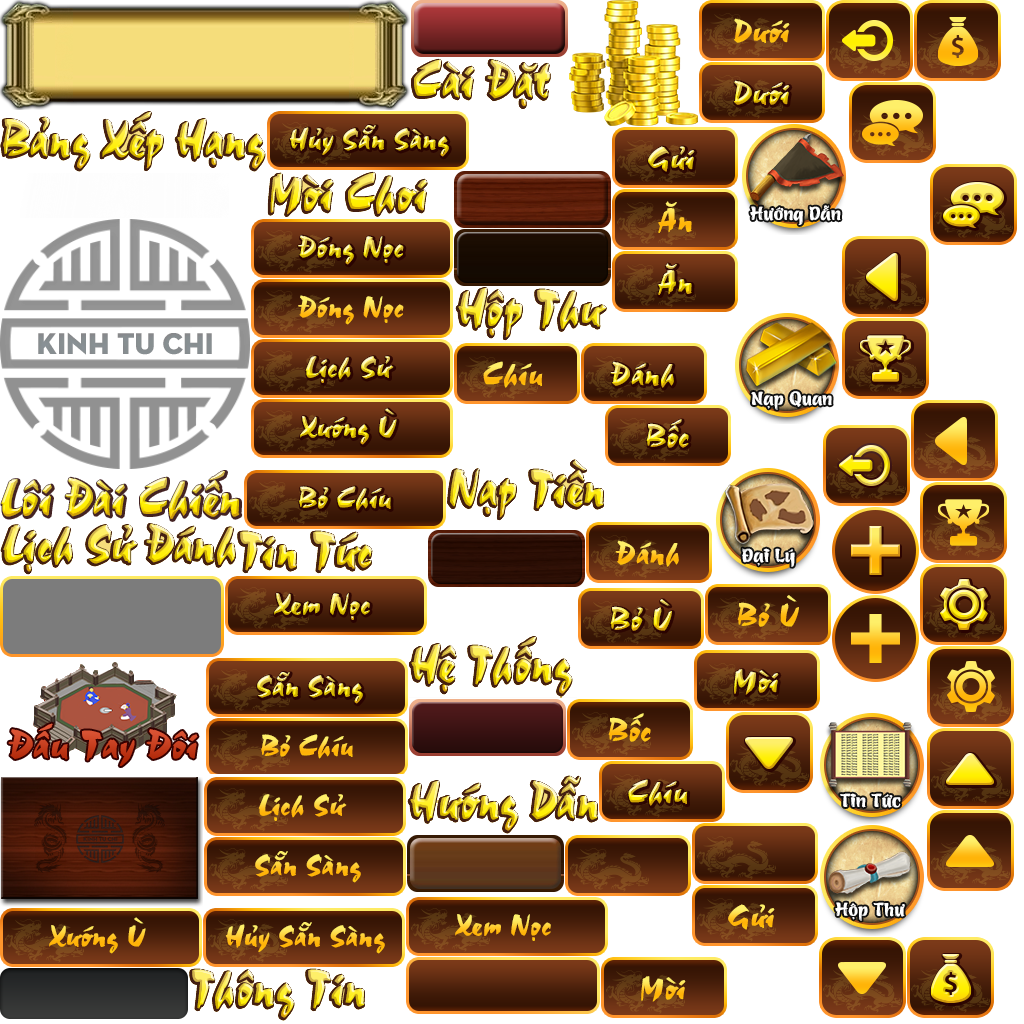 Dưới
Cài Đặt
Dưới
Bảng Xếp Hạng
Hủy Sẵn Sàng
Gửi
Mời Chơi
Ăn
Hướng Dẫn
Đóng Nọc
Ăn
Hộp Thư
Đóng Nọc
KINH TU CHI
Lịch Sử
Chíu
Đánh
Nạp Quan
Xướng Ù
Bốc
Lôi Đài Chiến
Bỏ Chíu
Nạp Tiền
Lịch Sử Đánh
Tin Tức
Đánh
Đại Lý
Xem Nọc
Bỏ Ù
Bỏ Ù
Hệ Thống
Sẵn Sàng
Mời
Đấu Tay Đôi
Bỏ Chíu
Bốc
Lịch Sử
Hướng Dẫn
Chíu
Tin Tức
Sẵn Sàng
Xướng Ù
Hủy Sẵn Sàng
Xem Nọc
Gửi
Hộp Thư
Thông Tin
Mời